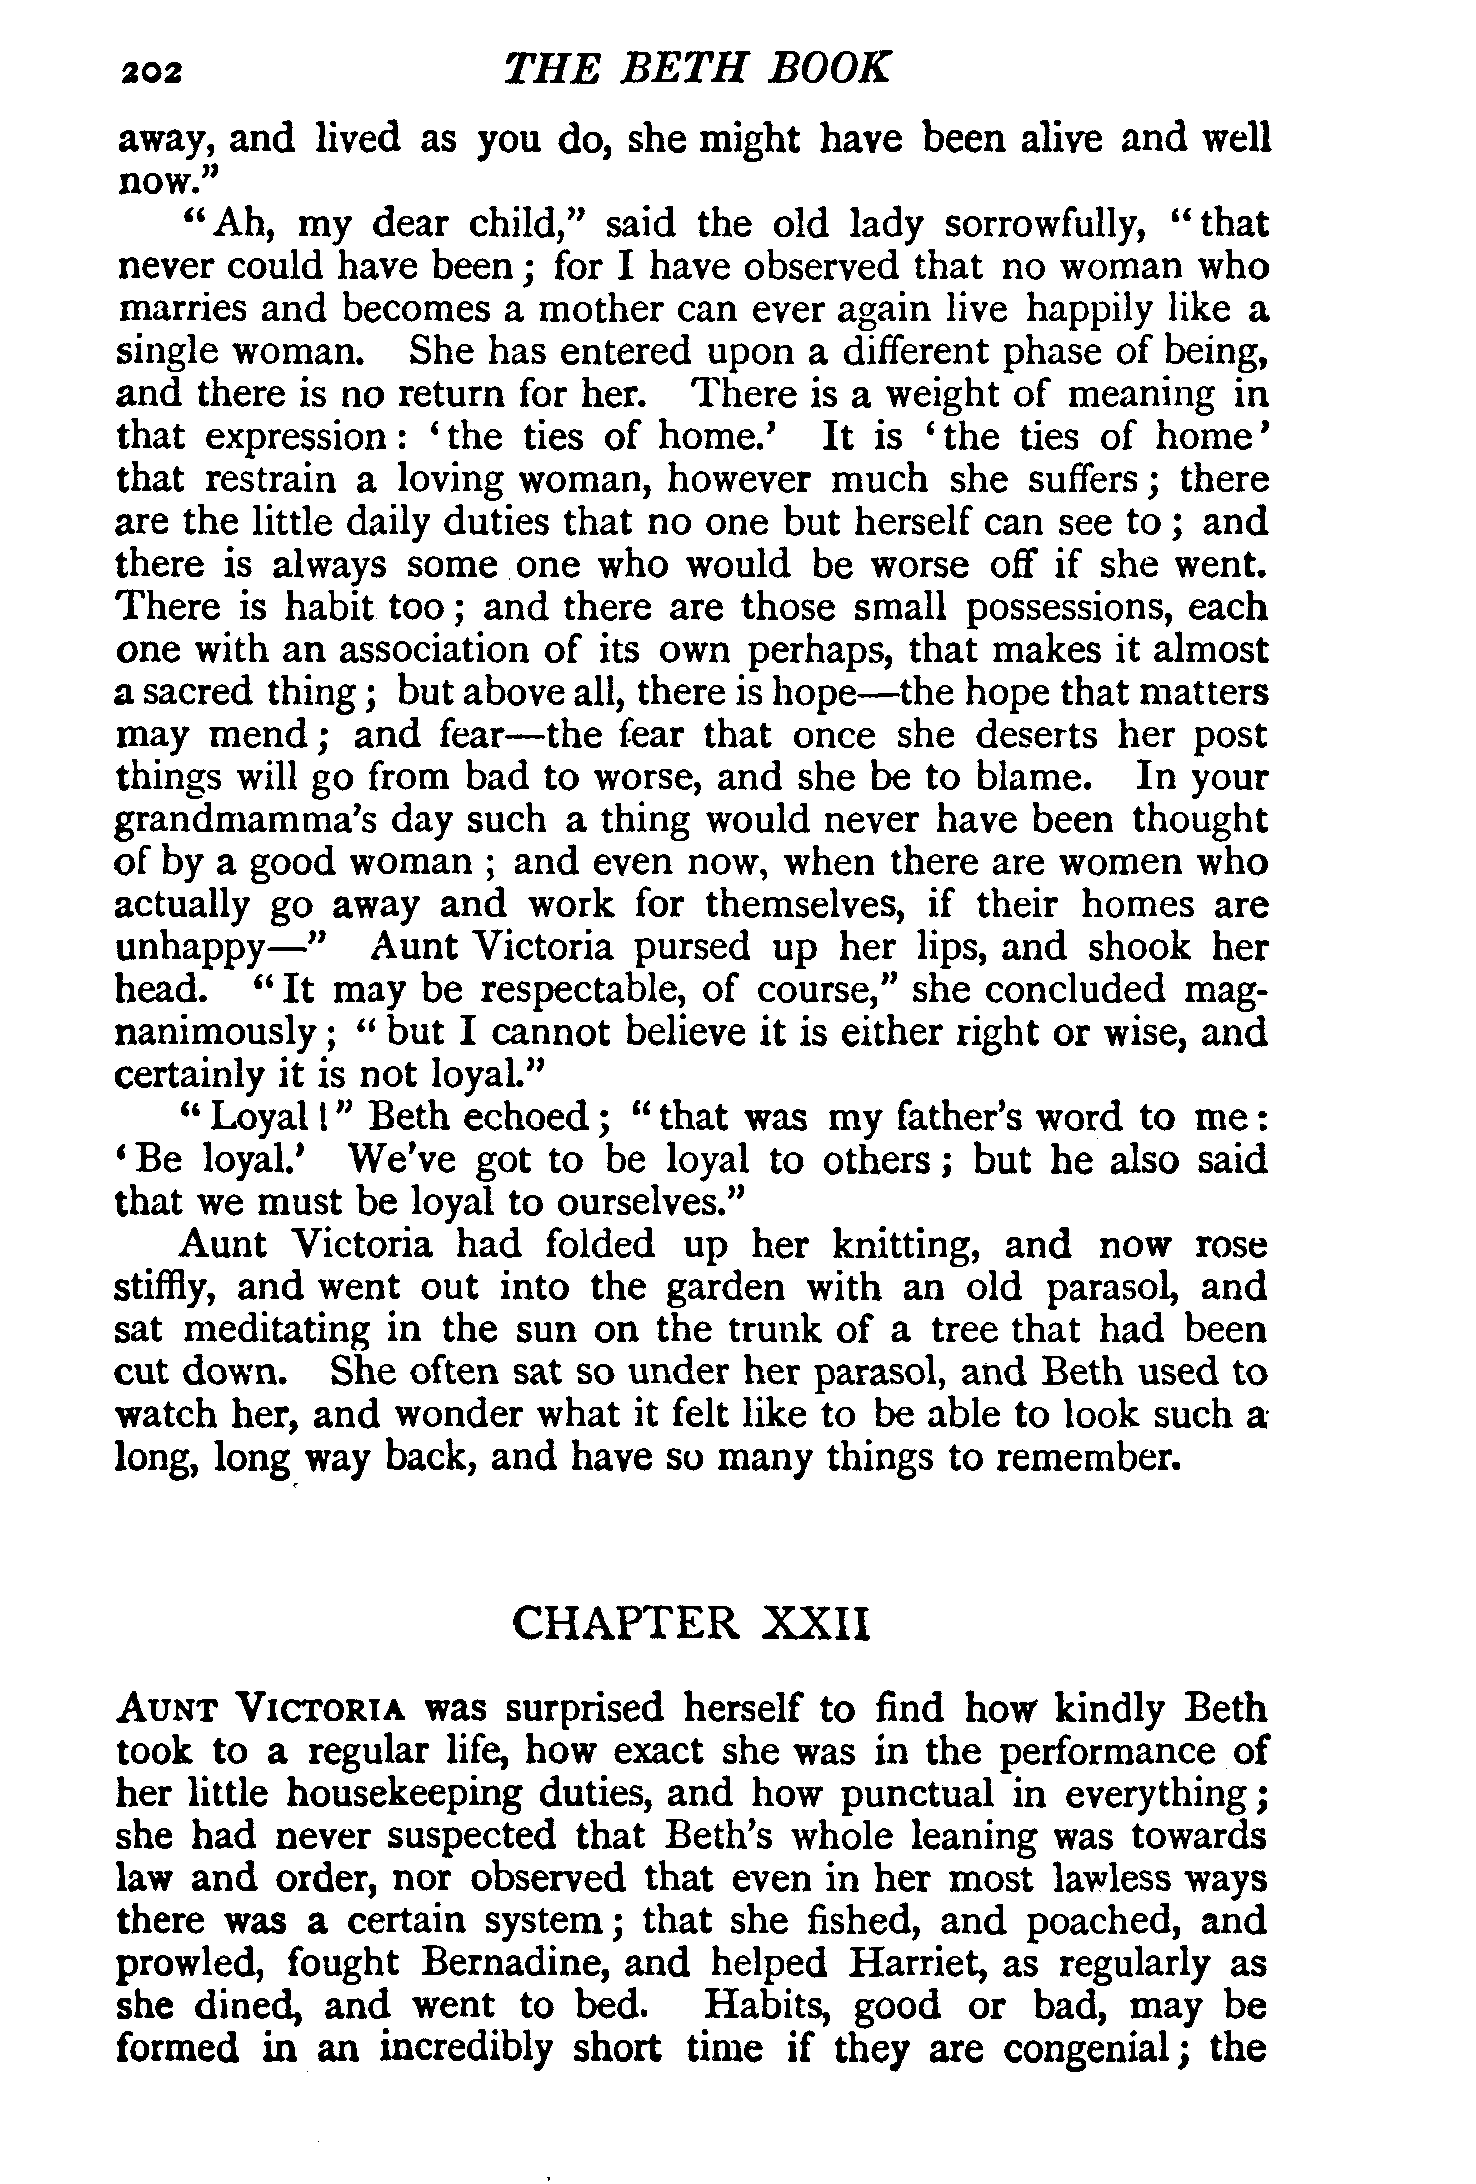 202 THE BETH BOOK
away, and lived as you do, she might have been alive and well
now."
"Ah, my dear child," said the old lady sorrowfully, "that
never could have been; for I have observed that no woman who
marries and becomes a mother can ever again live happily like a
single woman. She has entered upon a different phase of being,
and there is no return for her. There is a weight of meaning in
that expression: 'the ties of home.' It is 'the ties of home'
that restrain a loving woman, however much she suffers; there
are the little daily duties that no one but herself can see to; and
there is always some one who would be worse off if she went.
There is habit too; and there are those small possessions, each
one with an association of its own perhaps, that makes it almost
a sacred thing; but above all, there is hope—the hope that matters
may mend; and fear—the fear that once she deserts her post
things will go from bad to worse, and she be to blame. In your
grandmamma's day such a thing would never have been thought
of by a good woman; and even now, when there are women who
actually go away and work for themselves, if their homes are
unhappy—" Aunt Victoria pursed up her lips, and shook her
head. "It may be respectable, of course," she concluded mag-
nanimously; "but I cannot believe it is either right or wise, and
certainly it is not loyal."
"Loyal!" Beth echoed; "that was my father's word to me:
'Be loyal.' We've got to be loyal to others; but he also said
that we must be loyal to ourselves."
Aunt Victoria had folded up her knitting, and now rose
stiffly, and went out into the garden with an old parasol, and
sat meditating in the sun on the trunk of a tree that had been
cut down. She often sat so under her parasol, and Beth used to
watch her, and wonder what it felt like to be able to look such a
long, long way back, and have so many things to remember.
CHAPTER XXII
AUNT VICTORIA was surprised herself to find how kindly Beth
took to a regular life, how exact she was in the performance of
her little housekeeping duties, and how punctual in everything;
she had never suspected that Beth's whole leaning was towards
law and order, nor observed that even in her most lawless ways
there was a certain system; that she fished, and poached, and
prowled, fought Bernadine, and helped Harriet, as regularly as
she dined, and went to bed. Habits, good or bad, may be
formed in an incredibly short time if they are congenial; the